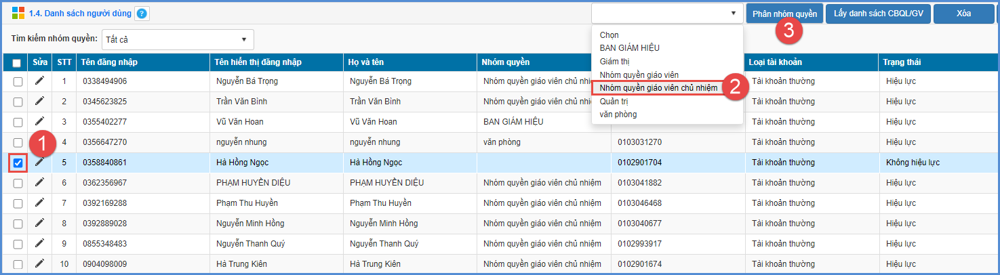 1.4. Danh sách người dùng ?
Phân nhóm quyền Lấy danh sách CBQL/GV Xóa
3
Tìm kiếm nhóm quyền: Tất cả
Chọn
BAN GIÁM HIỆU
Giám thị
Nhóm quyền giáo viên
Nhóm quyền giáo viên chủ nhiệm 2
Quản trị
văn phòng
Sửa STT Tên đăng nhập Tên hiển thị đăng nhập Họ và tên Nhóm quyền Loại tài khoản Trạng thái
1 0338494906 Nguyễn Bá Trọng Nguyễn Bá Trọng Nhóm quyền giáo viên chủ nhiệm Tài khoản thường Hiệu lực
2 0345623825 Trần Văn Bình Trần Văn Bình Nhóm quyền giáo viên chủ nhiệm Tài khoản thường Hiệu lực
3 0355402277 Vũ Văn Hoan Vũ Văn Hoan BAN GIÁM HIỆU Tài khoản thường Hiệu lực
1
4 0356647270 nguyễn nhung nguyễn nhung văn phòng 0103031270 Tài khoản thường Hiệu lực
5 0358840861 Hà Hồng Ngọc Hà Hồng Ngọc 0102901704 Tài khoản thường Không hiệu lực
6 0362356967 PHẠM HUYỀN DIỆU PHẠM HUYỀN DIỆU Nhóm quyền giáo viên chủ nhiệm 0103041882 Tài khoản thường Hiệu lực
7 0392169288 Phạm Thu Huyền Phạm Thu Huyền Nhóm quyền giáo viên chủ nhiệm 0103046468 Tài khoản thường Hiệu lực
8 0392889028 Nguyễn Minh Hồng Nguyễn Minh Hồng Nhóm quyền giáo viên chủ nhiệm 0103040677 Tài khoản thường Hiệu lực
9 0855348483 Nguyễn Thanh Quý Nguyễn Thanh Quý Nhóm quyền giáo viên chủ nhiệm 0102993917 Tài khoản thường Hiệu lực
10 0904098009 Hà Trung Kiên Hà Trung Kiên Nhóm quyền giáo viên chủ nhiệm 0102901674 Tài khoản thường Hiệu lực